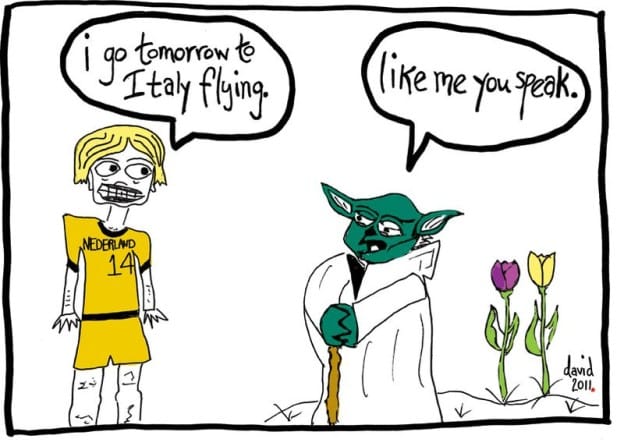 i go tomorrow to
Italy flying.
like me you speak.
NEDERLAND
14
david
2011.